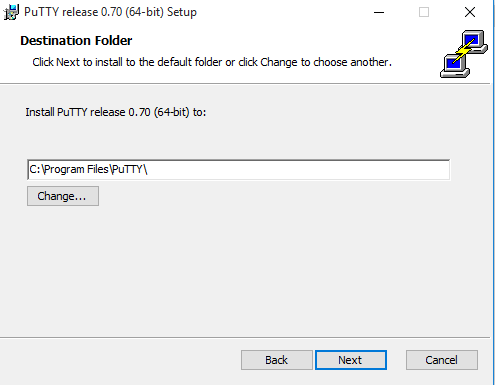 PuTTY release 0.70 (64-bit) Setup
Destination Folder
Click Next to install to the default folder or click Change to choose another.
Install PuTTY release 0.70 (64-bit) to:
C:\Program Files\PuTTY\
Change...
Back Next Cancel